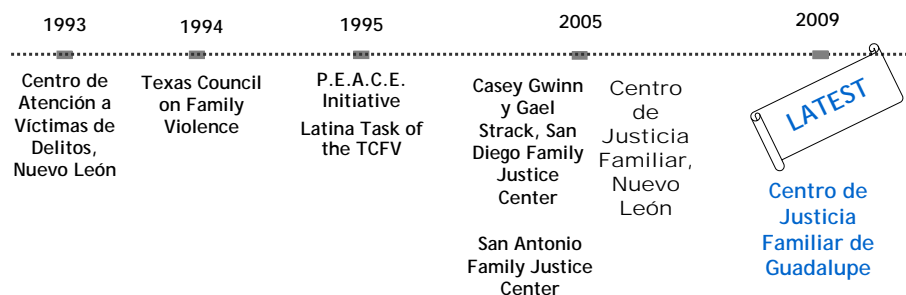 1993
1994
1995
2005
2009
Centro de
Atención a
Víctimas de
Delitos,
Nuevo León
Texas Council
on Family
Violence
P.E.A.C.E.
Initiative
Latina Task of
the TCFV
Casey Gwinn
y Gael
Strack, San
Diego Family
Justice
Center
San Antonio
Family Justice
Center
Centro
de
Justicia
Familiar,
Nuevo
León
LATEST
Centro de
Justicia
Familiar de
Guadalupe